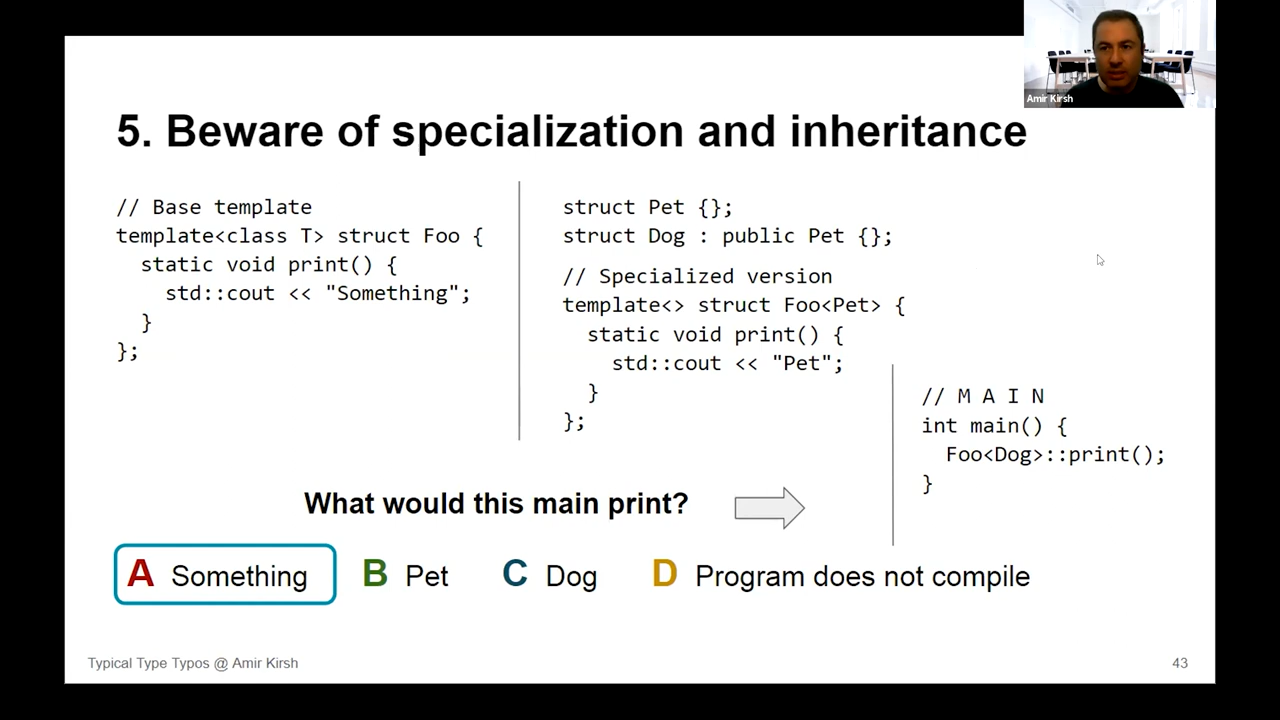 Amir Kirsh
5. Beware of specialization and inheritance
// Base template
template<class T> struct Foo {
  static void print() {
    std::cout << "Something";
  }
};
struct Pet {};
struct Dog : public Pet {};
// Specialized version
template<> struct Foo<Pet> {
  static void print() {
    std::cout << "Pet";
  }
};
// M A I N
int main() {
  Foo<Dog>::print();
}
What would this main print?
A Something
B Pet
C Dog
D Program does not compile
Typical Type Typos @ Amir Kirsh
43